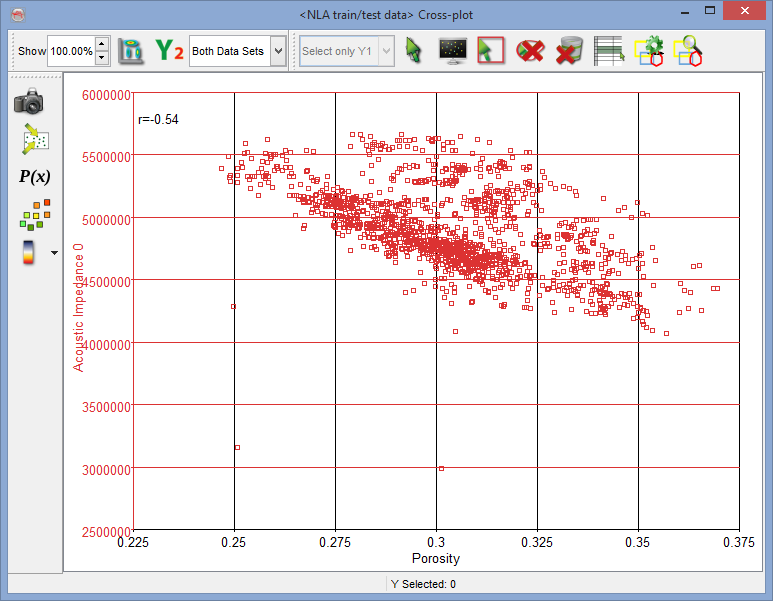 <NLA train/test data> Cross-plot
Show 100.00% Y 2 Both Data Sets Select only Y1
P(x)
r=-0.54
6000000
5500000
5000000
4500000
4000000
3500000
3000000
2500000
Acoustic Impedance 0
0.225 0.25 0.275 0.3 0.325 0.35 0.375
Porosity
Y Selected: 0